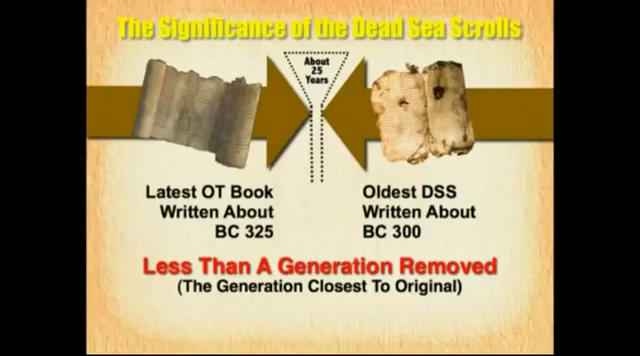 The Significance of the Dead Sea Scrolls
About
25
Years
Latest OT Book
Written About
BC 325
Oldest DSS
Written About
BC 300
Less Than A Generation Removed
(The Generation Closest To Original)